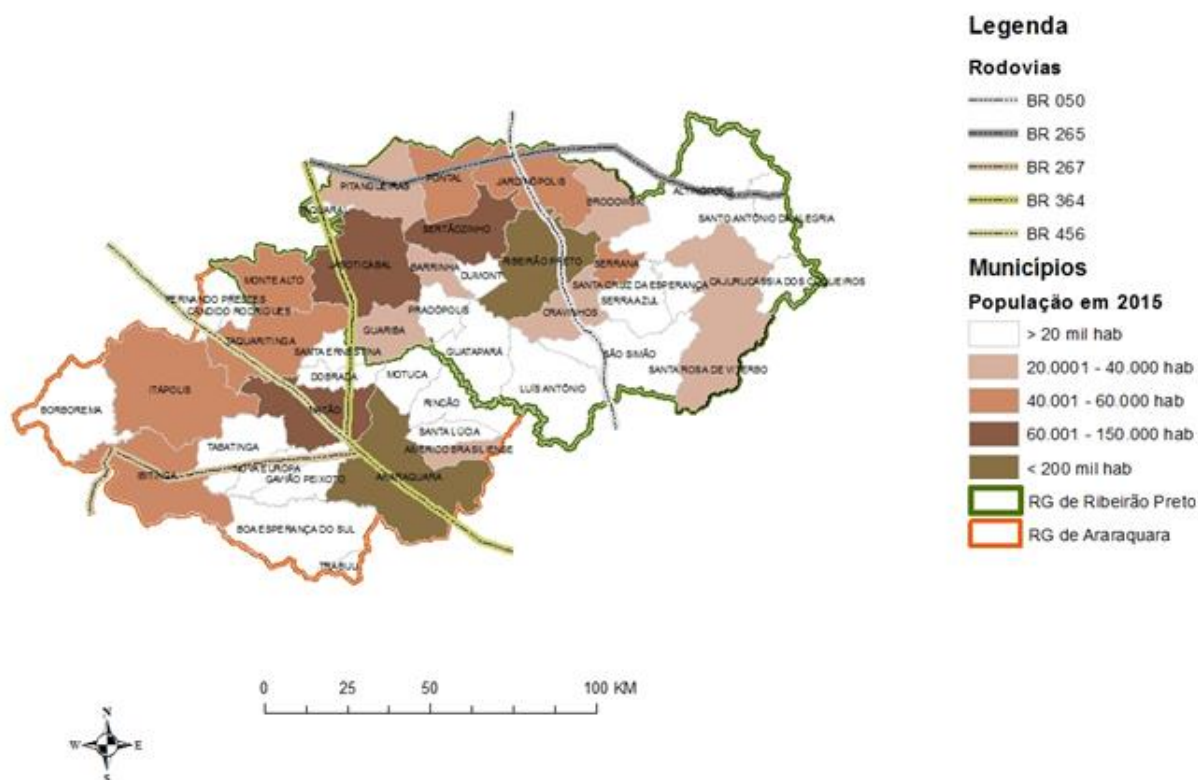 Legenda
Rodovias
BR 050
BR 265
BR 267
BR 364
BR 456
Municípios
População em 2015
> 20 mil hab
20.0001 - 40.000 hab
40.001 - 60.000 hab
60.001 - 150.000 hab
< 200 mil hab
RG de Ribeirão Preto
RG de Araraquara
PITANGUEIRAS
PONTAL
JARDINÓPOLIS
BRODOWSKI
ALTINÓPOLIS
SANTO ANTÔNIO DA ALEGRIA
SERTÃOZINHO
RIBEIRÃO PRETO
JABOTICABAL
BARRINHA
DUMONT
SERRANA
SANTA CRUZ DA ESPERANÇA
CAJURU
CÁSSIA DOS COQUEIROS
MONTE ALTO
SERRA AZUL
FERNANDO PRESTES
CÂNDIDO RODRIGUES
PRADÓPOLIS
CRAVINHOS
GUARIBA
TAQUARITINGA
SANTA ERNESTINA
GUATAPARÁ
SÃO SIMÃO
SANTA ROSA DE VITERBO
DOBRADA
MOTUCA
LUÍS ANTÔNIO
ITÁPOLIS
BORBOREMA
MATÃO
RINCÃO
SANTA LÚCIA
TABATINGA
AMÉRICO BRASILIENSE
IBITINGA
NOVA EUROPA
GAVIÃO PEIXOTO
ARARAQUARA
BOA ESPERANÇA DO SUL
TRABIJU
0 25 50 100 KM
N
W E
S